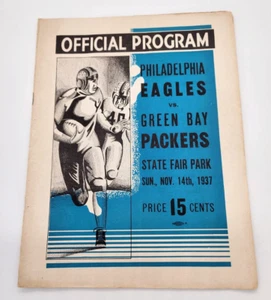 OFFICIAL PROGRAM
PHILADELPHIA
EAGLES
VS.
GREEN BAY
PACKERS
STATE FAIR PARK
SUN., NOV. 14th, 1937
PRICE 15 CENTS